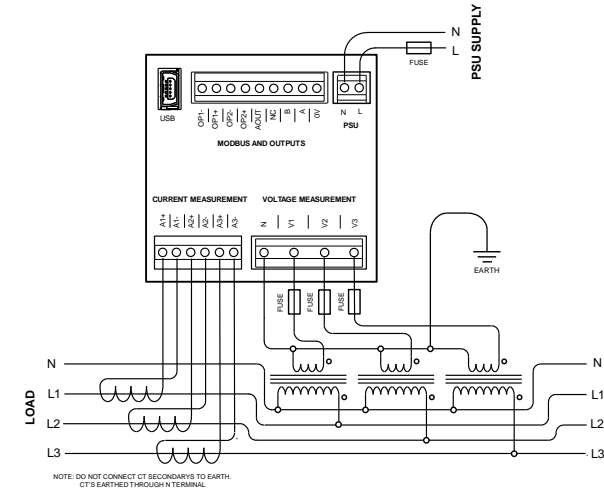 N
L
FUSE
PSU SUPPLY
USB
OP1- | OP1+ | OP2- | OP2+ | AOUT | NC | B | A | 0V
N L
PSU
MODBUS AND OUTPUTS
CURRENT MEASUREMENT VOLTAGE MEASUREMENT
A1+ | A1- | A2+ | A2- | A3+ | A3-
N | V1 | V2 | V3
EARTH
FUSE FUSE FUSE
N N
L1 L1
LOAD
L2 L2
L3 L3
NOTE: DO NOT CONNECT CT SECONDARYS TO EARTH.
CT'S EARTHED THROUGH N TERMINAL